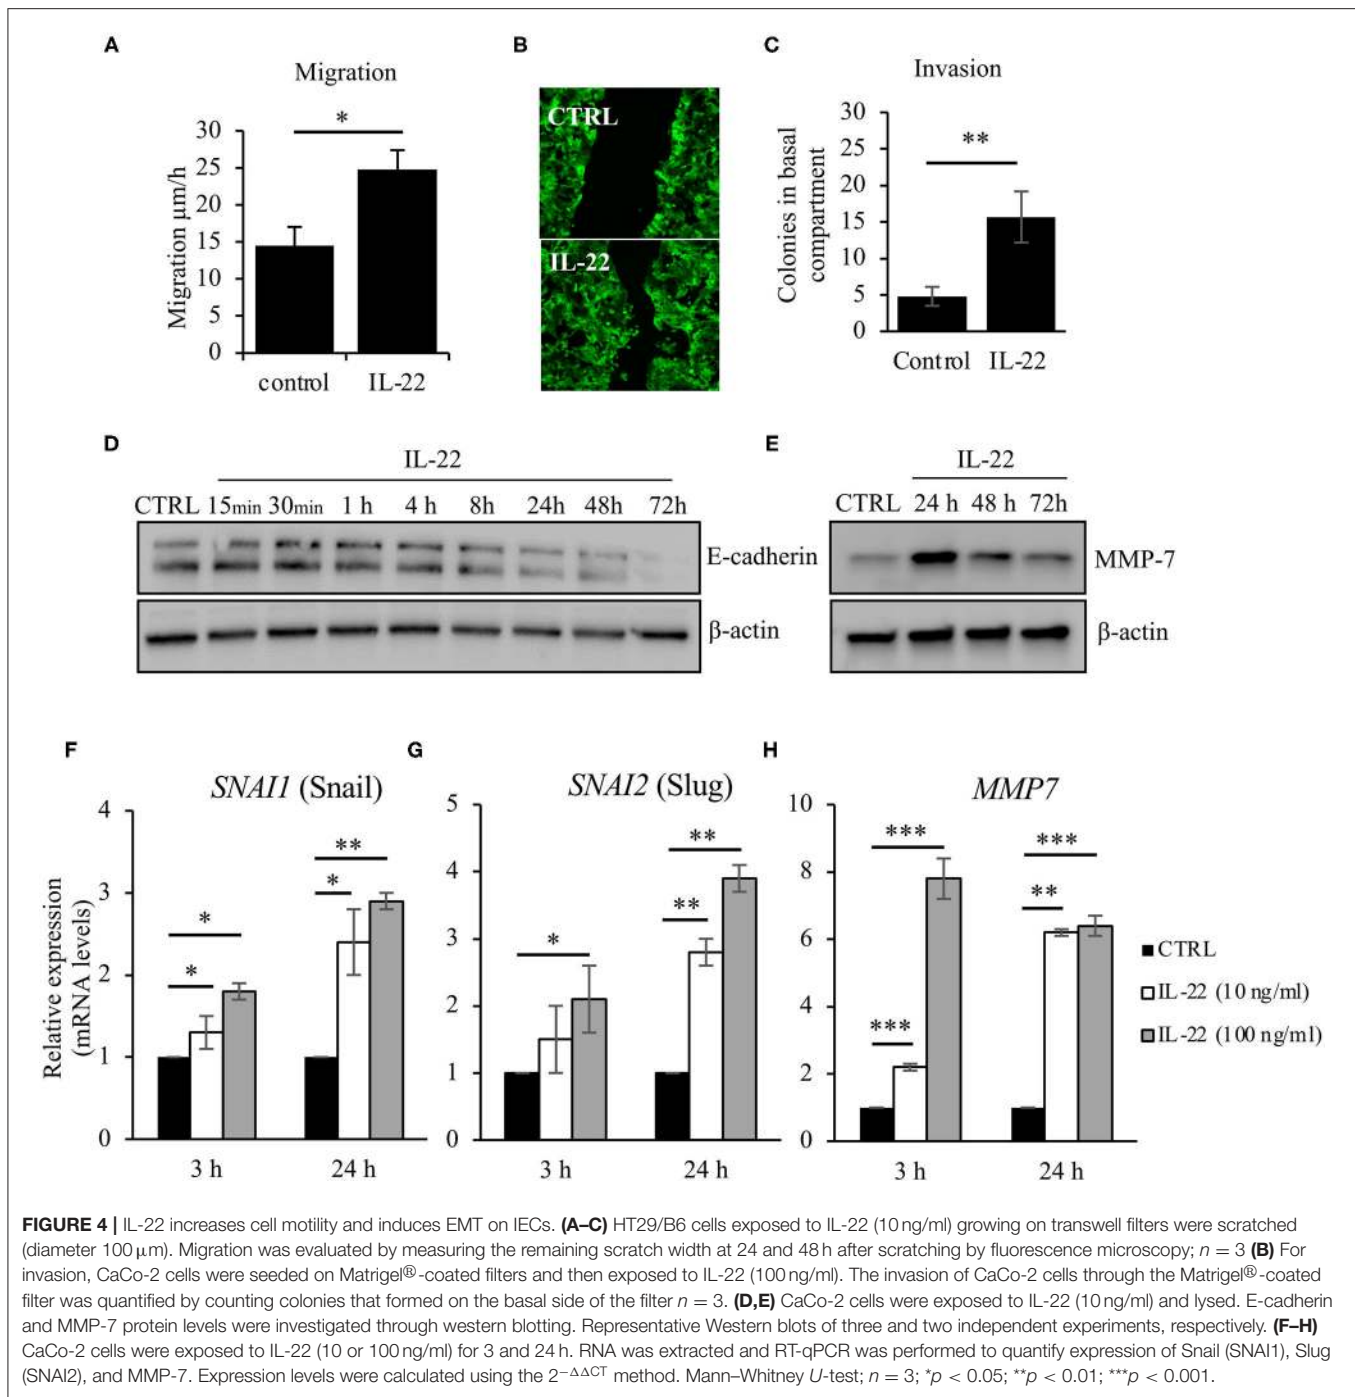 A
Migration
*
Migration μm/h
30
25
20
15
10
5
0
control IL-22
B
CTRL
IL-22
C
Invasion
**
Colonies in basal
compartment
30
25
20
15
10
5
0
Control IL-22
D
IL-22
CTRL 15min 30min 1 h 4 h 8h 24h 48h 72h
E-cadherin
β-actin
E
IL-22
CTRL 24 h 48 h 72h
MMP-7
β-actin
F
SNAI1 (Snail)
Relative expression
(mRNA levels)
4
3
2
1
0
*
*
*
**
3 h 24 h
G
SNAI2 (Slug)
5
4
3
2
1
0
*
**
**
3 h 24 h
H
MMP7
10
8
6
4
2
0
***
***
**
***
3 h 24 h
CTRL
IL-22 (10 ng/ml)
IL-22 (100 ng/ml)
FIGURE 4 | IL-22 increases cell motility and induces EMT on IECs. (A–C) HT29/B6 cells exposed to IL-22 (10 ng/ml) growing on transwell filters were scratched
(diameter 100 μm). Migration was evaluated by measuring the remaining scratch width at 24 and 48 h after scratching by fluorescence microscopy; n = 3 (B) For
invasion, CaCo-2 cells were seeded on Matrigel®-coated filters and then exposed to IL-22 (100 ng/ml). The invasion of CaCo-2 cells through the Matrigel®-coated
filter was quantified by counting colonies that formed on the basal side of the filter n = 3. (D,E) CaCo-2 cells were exposed to IL-22 (10 ng/ml) and lysed. E-cadherin
and MMP-7 protein levels were investigated through western blotting. Representative Western blots of three and two independent experiments, respectively. (F–H)
CaCo-2 cells were exposed to IL-22 (10 or 100 ng/ml) for 3 and 24 h. RNA was extracted and RT-qPCR was performed to quantify expression of Snail (SNAI1), Slug
(SNAI2), and MMP-7. Expression levels were calculated using the 2−ΔΔCT method. Mann–Whitney U-test; n = 3; *p < 0.05; **p < 0.01; ***p < 0.001.